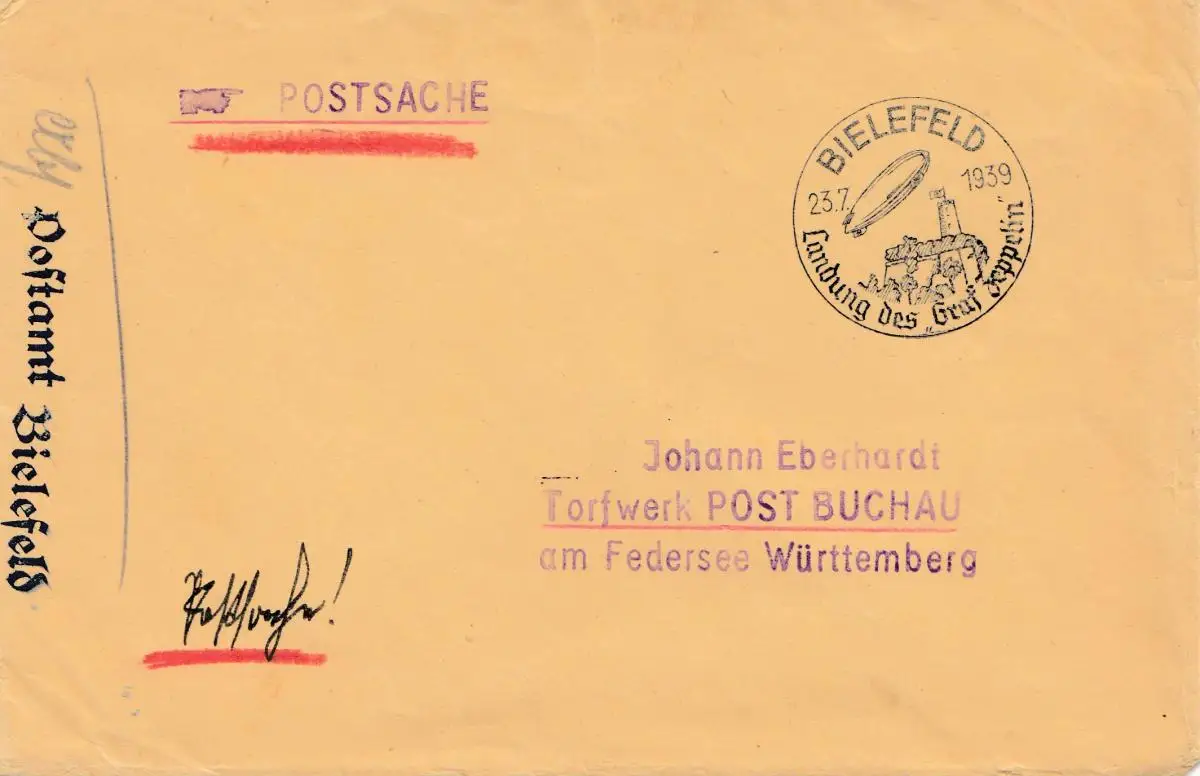 POSTSACHE
BIELEFELD
23.7. 1939
Landung des „Graf Zeppelin“
Postamt Bielefeld
Johann Eberhardt
Torfwerk POST BUCHAU
am Federsee Württemberg
Postsache!